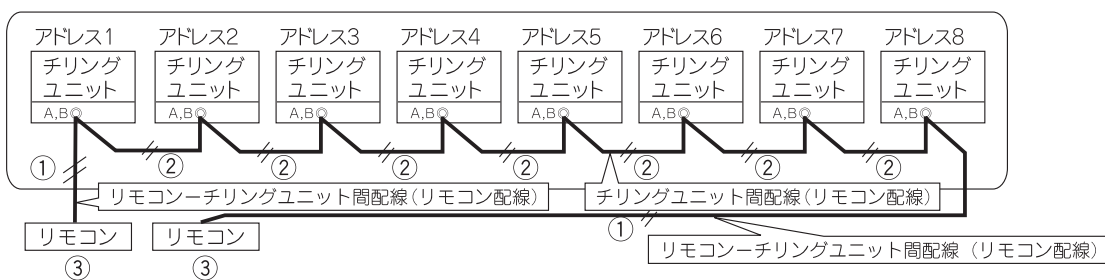 アドレス1 アドレス2 アドレス3 アドレス4 アドレス5 アドレス6 アドレス7 アドレス8
チリング チリング チリング チリング チリング チリング チリング チリング
ユニット ユニット ユニット ユニット ユニット ユニット ユニット ユニット
A,B◎ A,B◎ A,B◎ A,B◎ A,B◎ A,B◎ A,B◎ A,B◎
① ② ② ② ② ② ② ②
リモコンーチリングユニット間配線(リモコン配線) チリングユニット間配線(リモコン配線)
リモコン リモコン ①
リモコンーチリングユニット間配線(リモコン配線)
③ ③